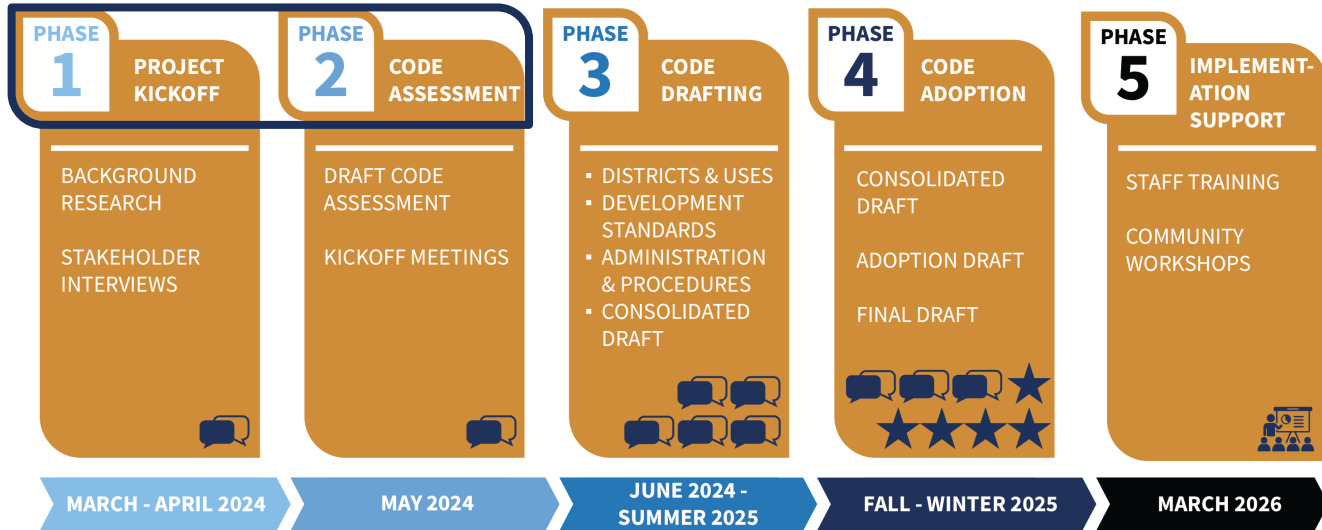 PHASE
1
PROJECT
KICKOFF
BACKGROUND
RESEARCH
STAKEHOLDER
INTERVIEWS
MARCH - APRIL 2024
PHASE
2
CODE
ASSESSMENT
DRAFT CODE
ASSESSMENT
KICKOFF MEETINGS
MAY 2024
PHASE
3
CODE
DRAFTING
▪ DISTRICTS & USES
▪ DEVELOPMENT
STANDARDS
▪ ADMINISTRATION
& PROCEDURES
▪ CONSOLIDATED
DRAFT
JUNE 2024 -
SUMMER 2025
PHASE
4
CODE
ADOPTION
CONSOLIDATED
DRAFT
ADOPTION DRAFT
FINAL DRAFT
FALL - WINTER 2025
PHASE
5
IMPLEMENT-
ATION
SUPPORT
STAFF TRAINING
COMMUNITY
WORKSHOPS
MARCH 2026